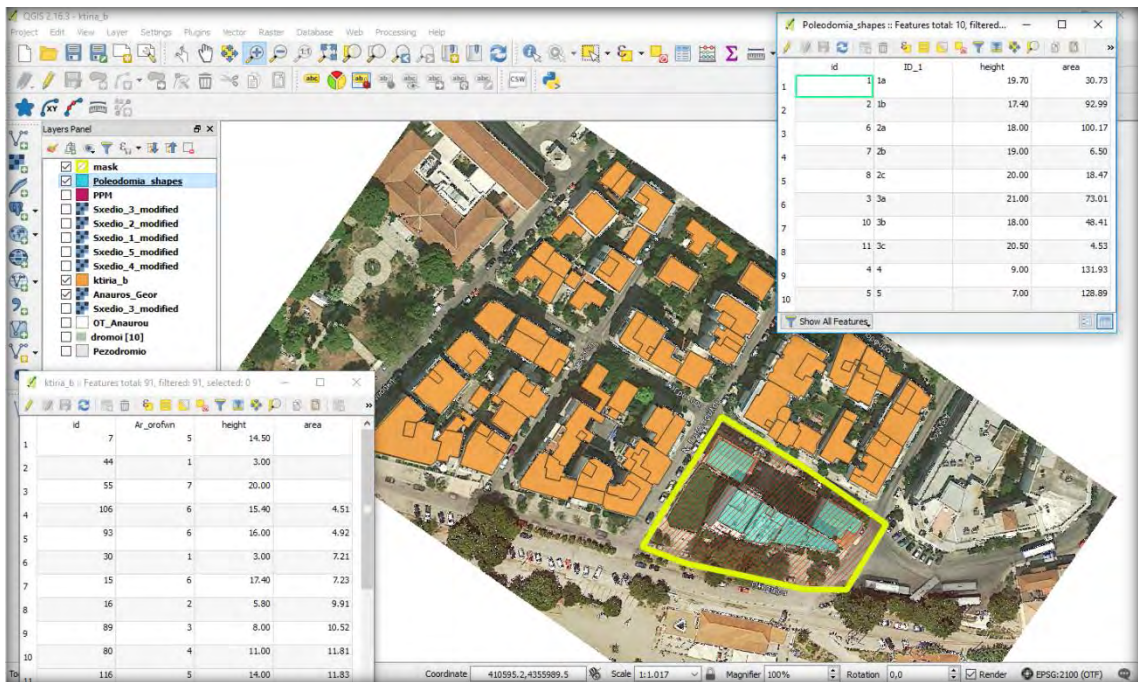 QGIS 2.16.3 - ktiria_b
Project Edit View Layer Settings Plugins Vector Raster Database Web Processing Help
CSW
Layers Panel
mask
Poleodomia_shapes
PPM
Sxedio_3_modified
Sxedio_2_modified
Sxedio_1_modified
Sxedio_5_modified
Sxedio_4_modified
ktiria_b
Anauros_Geor
Sxedio_3_modified
OT_Anaurou
dromoi [10]
Pezodromio
Poleodomia_shapes :: Features total: 10, filtered...
id ID_1 height area
1 1 1a 19.70 30.73
2 2 1b 17.40 92.99
3 6 2a 18.00 100.17
4 7 2b 19.00 6.50
5 8 2c 20.00 18.47
6 3 3a 21.00 73.01
7 10 3b 18.00 48.41
8 11 3c 20.50 4.53
9 4 4 9.00 131.93
10 5 5 7.00 128.89
Show All Features
ktiria_b :: Features total: 91, filtered: 91, selected: 0
id Ar_orofwn height area
1 7 5 14.50
2 44 1 3.00
3 55 7 20.00
4 106 6 15.40 4.51
5 93 6 16.00 4.92
6 30 1 3.00 7.21
7 15 6 17.40 7.23
8 16 2 5.80 9.91
9 89 3 8.00 10.52
10 80 4 11.00 11.81
11 116 5 14.00 11.83
Coordinate 410595.2,4355989.5 Scale 1:1.017 Magnifier 100% Rotation 0,0 Render EPSG:2100 (OTF)